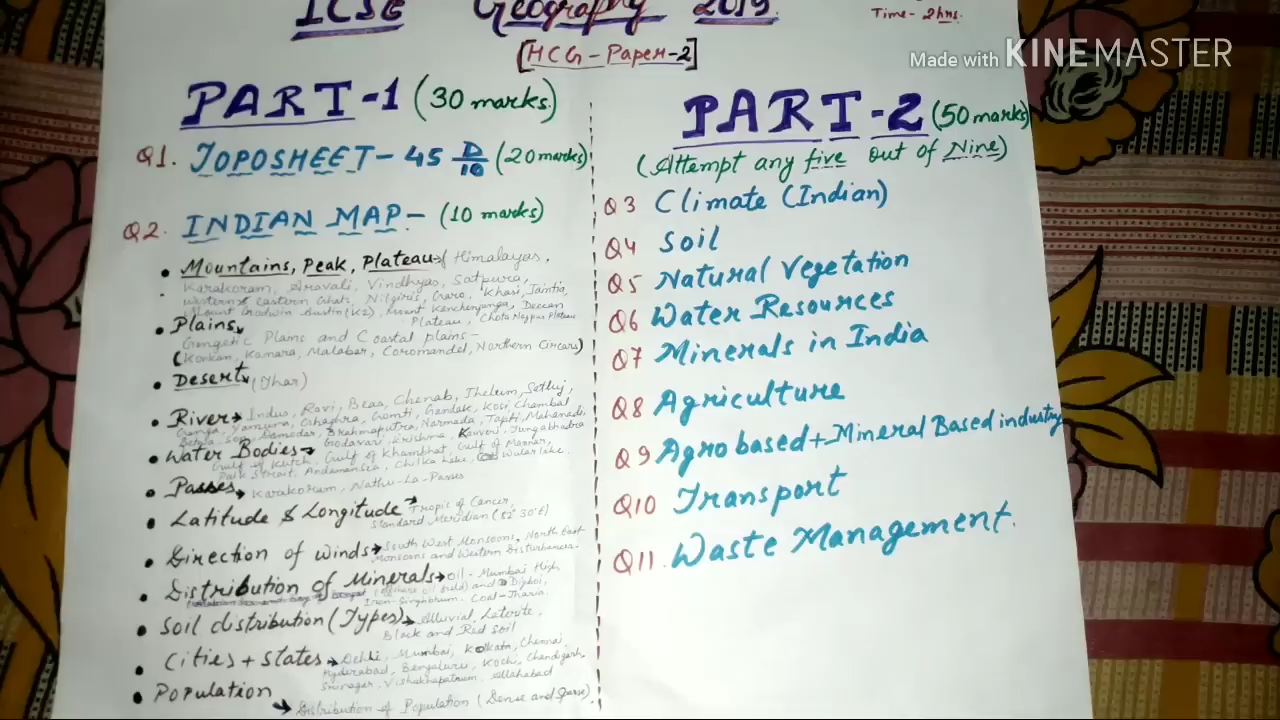 ICSE Geography 2019
Time- 2hrs.
Made with KINEMASTER
[HCG-Paper-2]
PART-1 (30 marks)
Q1. TOPOSHEET- 45 D/10 (20 marks)
Q2. INDIAN MAP- (10 marks)
• Mountains, Peak, Plateau→( Himalayas,
Karakoram, Aravali, Vindhyas, Satpura,
Western & eastern Ghats, Nilgiris, Garo, Khasi, Jaintia,
Mount Godwin Austin (K2), Mount Kanchenjunga, Deccan
Plateau, Chota Nagpur Plateau
• Plains
Gangetic Plains and Coastal plains-
(Konkan, Kanara, Malabar, Coromandel, Northern Circars)
• Desert (Thar)
• River→ Indus, Ravi, Beas, Chenab, Jhelum, Satluj,
Ganga, Yamuna, Ghaghra, Gomti, Gandak, Kosi Chambal
Betwa Son, Damodar, Brahmaputra, Narmada, Tapti, Mahanadi,
Godavari, Krishna, Kaveri, Tungabhadra
• Water Bodies→
Gulf of Kutch, Gulf of Khambhat, Gulf of Mannar,
Palk Strait, Andaman Sea, Chilka Lake, Wular lake.
• Passes→ Karakoram, Nathu-La-Passes
• Latitude & Longitude→ Tropic of Cancer,
Standard Meridian (82°30'E)
• Direction of winds→ South West Monsoons, North East
Monsoons and Western Disturbances.
• Distribution of Minerals→ oil- Mumbai High
(offshore oil field) and Digboi,
Iron-Singhbhum. Coal-Jharia.
• Soil distribution (Types)→ Alluvial, Laterite,
Black and Red Soil
• Cities + States→ Delhi, Mumbai, Kolkata, Chennai,
Hyderabad, Bengaluru, Kochi, Chandigarh,
Srinagar, Vishakhapatnam, Allahabad
• Population
→ Distribution of Population (Dense and Sparse)
PART-2 (50 marks)
(Attempt any five out of Nine)
Q3 Climate (Indian)
Q4 Soil
Q5 Natural Vegetation
Q6 Water Resources
Q7 Minerals in India
Q8 Agriculture
Q9 Agro based + Mineral Based industry
Q10 Transport
Q11. Waste Management.